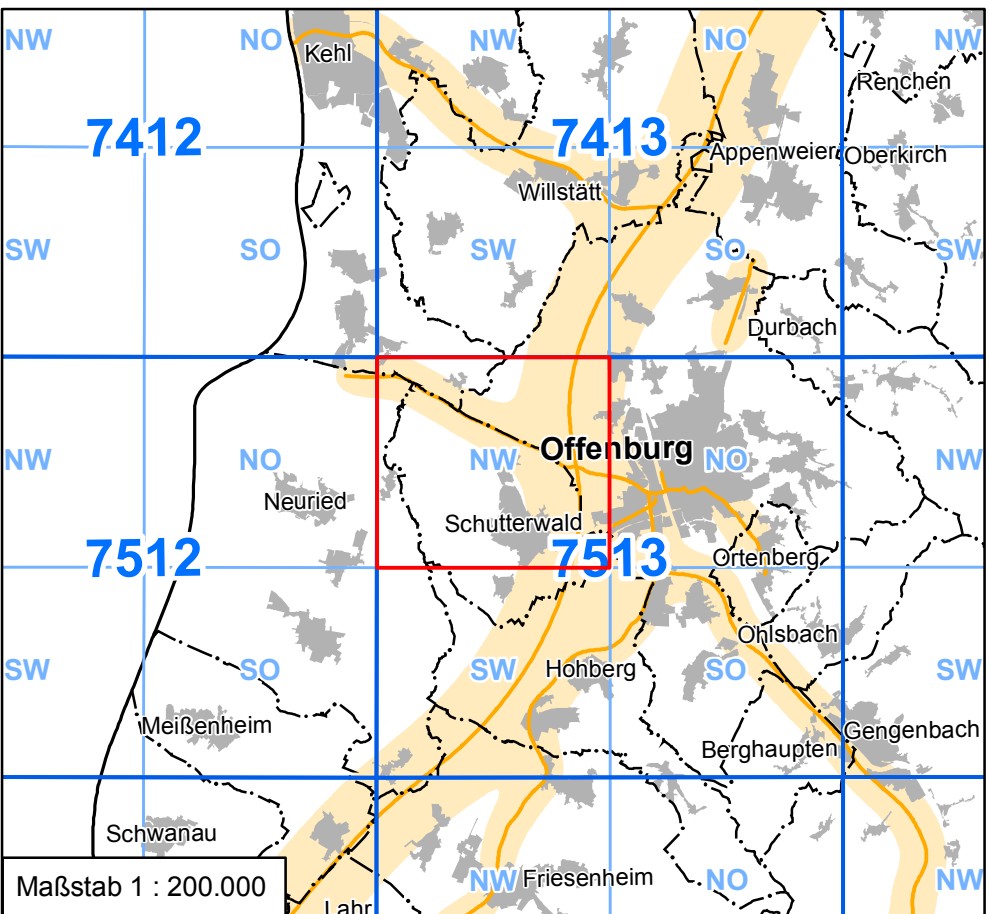 NW
NO
Kehl
NW
NO
NW
Renchen
7412
7413
Appenweier
Oberkirch
Willstätt
SW
SO
SW
SO
SW
Durbach
Offenburg
NW
NO
NW
NO
NW
Neuried
Schutterwald
7512
7513
Ortenberg
Ohlsbach
SW
SO
SW
Hohberg
SO
SW
Meißenheim
Berghaupten
Gengenbach
Schwanau
NW
Friesenheim
NO
NW
Maßstab 1 : 200.000
Lahr